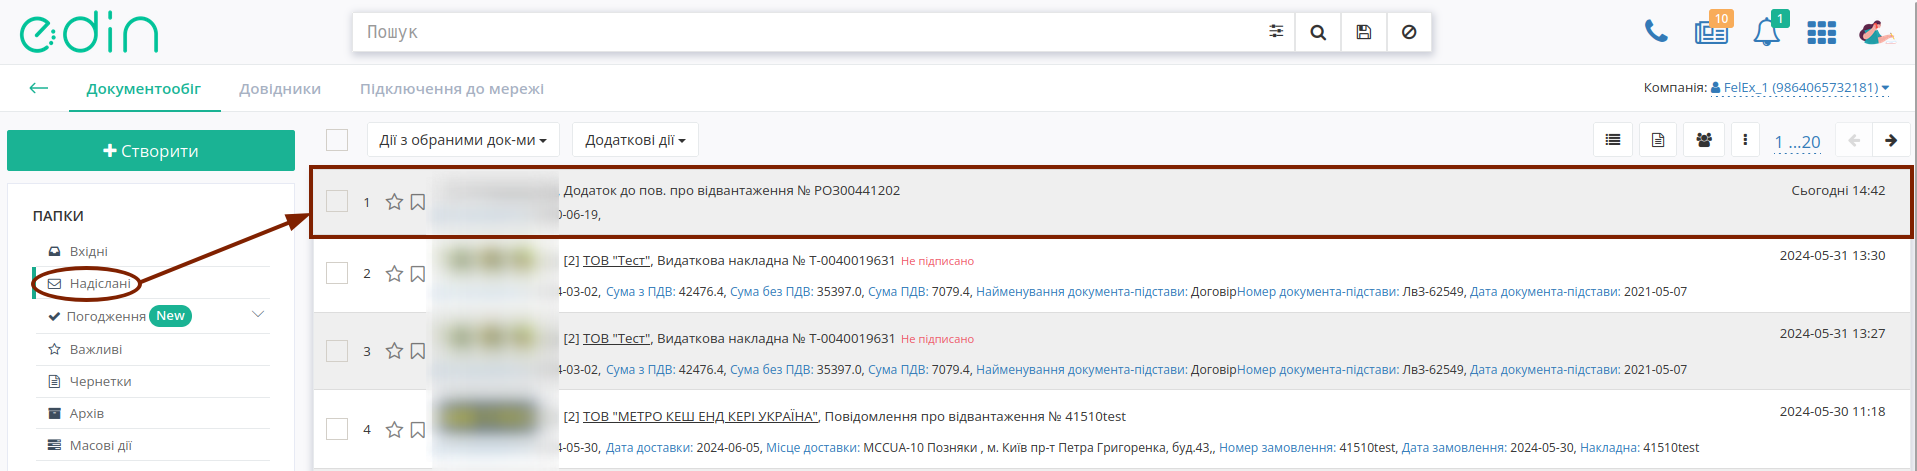 edin
Пошук
10
1
Документообіг
Довідники
Підключення до мережі
Компанія: FelEx_1 (9864065732181)
Створити
Дії з обраними док-ми
Додаткові дії
1 ...20
ПАПКИ
Вхідні
Надіслані
Погодження New
Важливі
Чернетки
Архів
Масові дії
1 , Додаток до пов. про відвантаження № РО300441202 Сьогодні 14:42
0-06-19,
2 [2] ТОВ "Тест", Видаткова накладна № Т-0040019631 Не підписано 2024-05-31 13:30
4-03-02, Сума з ПДВ: 42476.4, Сума без ПДВ: 35397.0, Сума ПДВ: 7079.4, Найменування документа-підстави: ДоговірНомер документа-підстави: Лв3-62549, Дата документа-підстави: 2021-05-07
3 [2] ТОВ "Тест", Видаткова накладна № Т-0040019631 Не підписано 2024-05-31 13:27
4-03-02, Сума з ПДВ: 42476.4, Сума без ПДВ: 35397.0, Сума ПДВ: 7079.4, Найменування документа-підстави: ДоговірНомер документа-підстави: Лв3-62549, Дата документа-підстави: 2021-05-07
4 [2] ТОВ "МЕТРО КЕШ ЕНД КЕРІ УКРАЇНА", Повідомлення про відвантаження № 41510test 2024-05-30 11:18
4-05-30, Дата доставки: 2024-06-05, Місце доставки: MCCUA-10 Позняки , м. Київ пр-т Петра Григоренка, буд.43,, Номер замовлення: 41510test, Дата замовлення: 2024-05-30, Накладна: 41510test